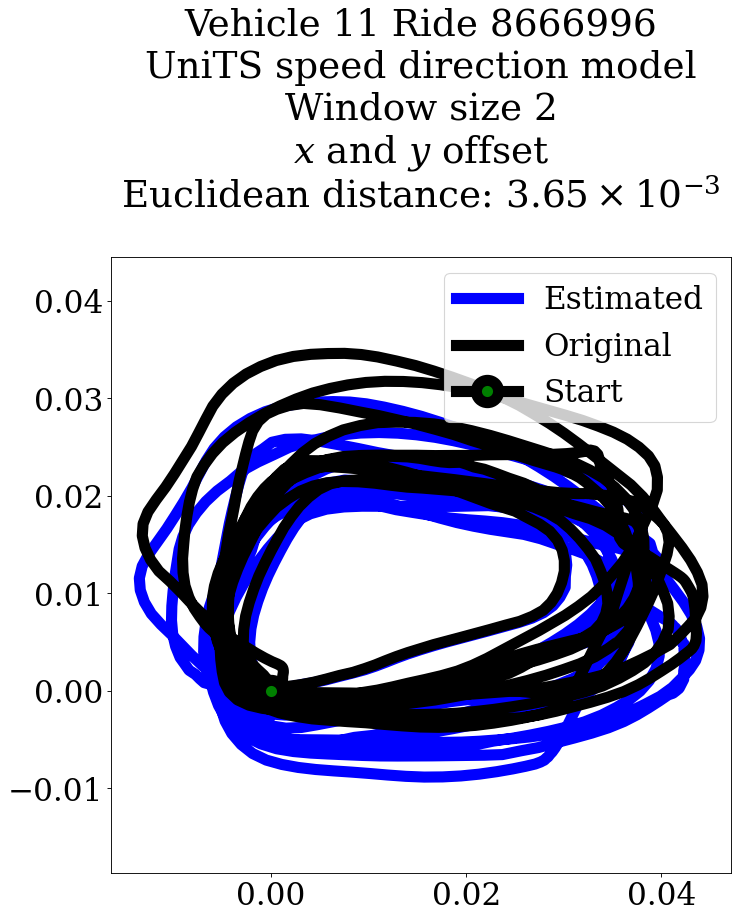 Vehicle 11 Ride 8666996
UniTS speed direction model
Window size 2
x and y offset
Euclidean distance: 3.65 × 10⁻³
Estimated
Original
Start
0.04
0.03
0.02
0.01
0.00
−0.01
0.00 0.02 0.04